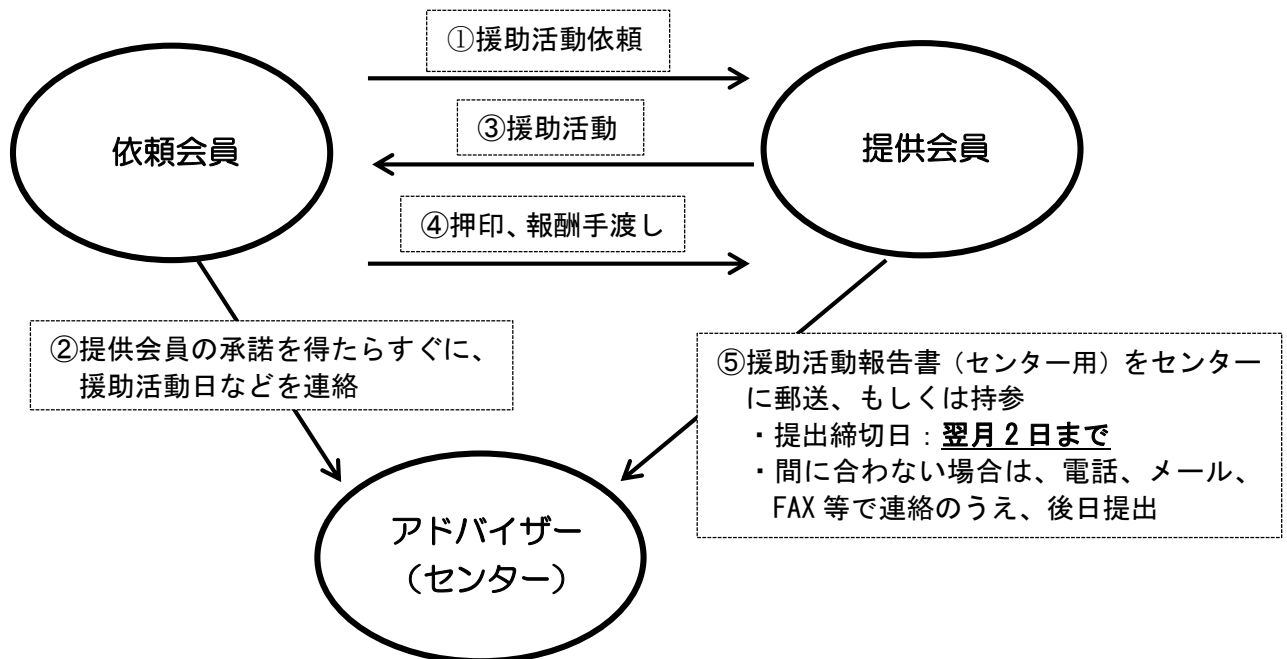 ①援助活動依頼
依頼会員
提供会員
③援助活動
④押印、報酬手渡し
②提供会員の承諾を得たらすぐに、
援助活動日などを連絡
⑤援助活動報告書（センター用）をセンター
に郵送、もしくは持参
・提出締切日：翌月２日まで
・間に合わない場合は、電話、メール、
FAX 等で連絡のうえ、後日提出
アドバイザー
（センター）